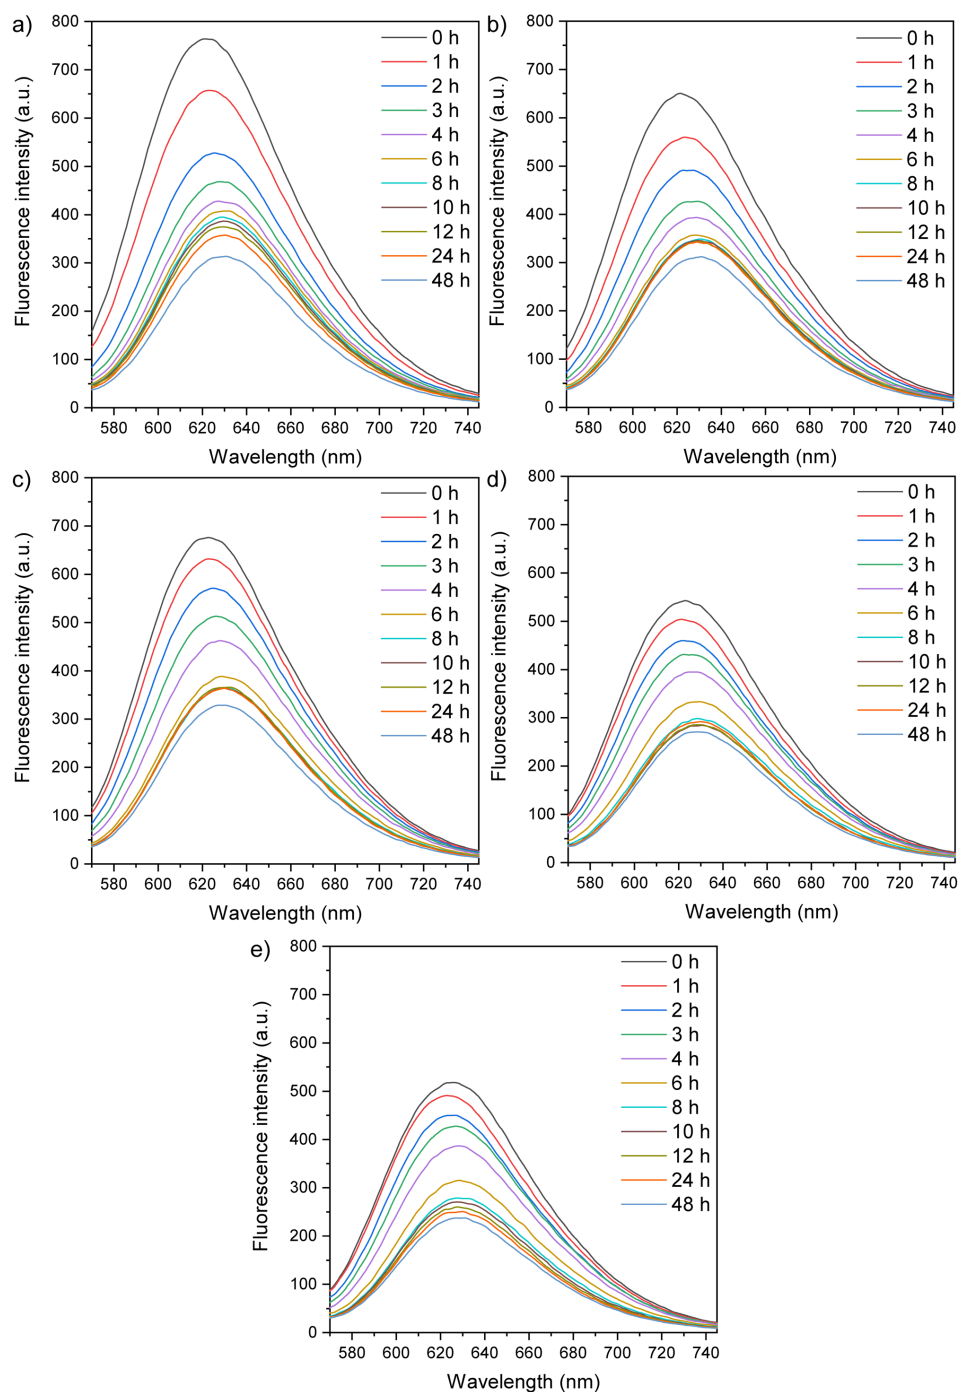 a)
800
700
600
500
400
300
200
100
0
Fluorescence intensity (a.u.)
0 h
1 h
2 h
3 h
4 h
6 h
8 h
10 h
12 h
24 h
48 h
580 600 620 640 660 680 700 720 740
Wavelength (nm)
b)
800
700
600
500
400
300
200
100
0
Fluorescence intensity (a.u.)
0 h
1 h
2 h
3 h
4 h
6 h
8 h
10 h
12 h
24 h
48 h
580 600 620 640 660 680 700 720 740
Wavelength (nm)
c)
800
700
600
500
400
300
200
100
0
Fluorescence intensity (a.u.)
0 h
1 h
2 h
3 h
4 h
6 h
8 h
10 h
12 h
24 h
48 h
580 600 620 640 660 680 700 720 740
Wavelength (nm)
d)
800
700
600
500
400
300
200
100
0
Fluorescence intensity (a.u.)
0 h
1 h
2 h
3 h
4 h
6 h
8 h
10 h
12 h
24 h
48 h
580 600 620 640 660 680 700 720 740
Wavelength (nm)
e)
800
700
600
500
400
300
200
100
0
Fluorescence intensity (a.u.)
0 h
1 h
2 h
3 h
4 h
6 h
8 h
10 h
12 h
24 h
48 h
580 600 620 640 660 680 700 720 740
Wavelength (nm)